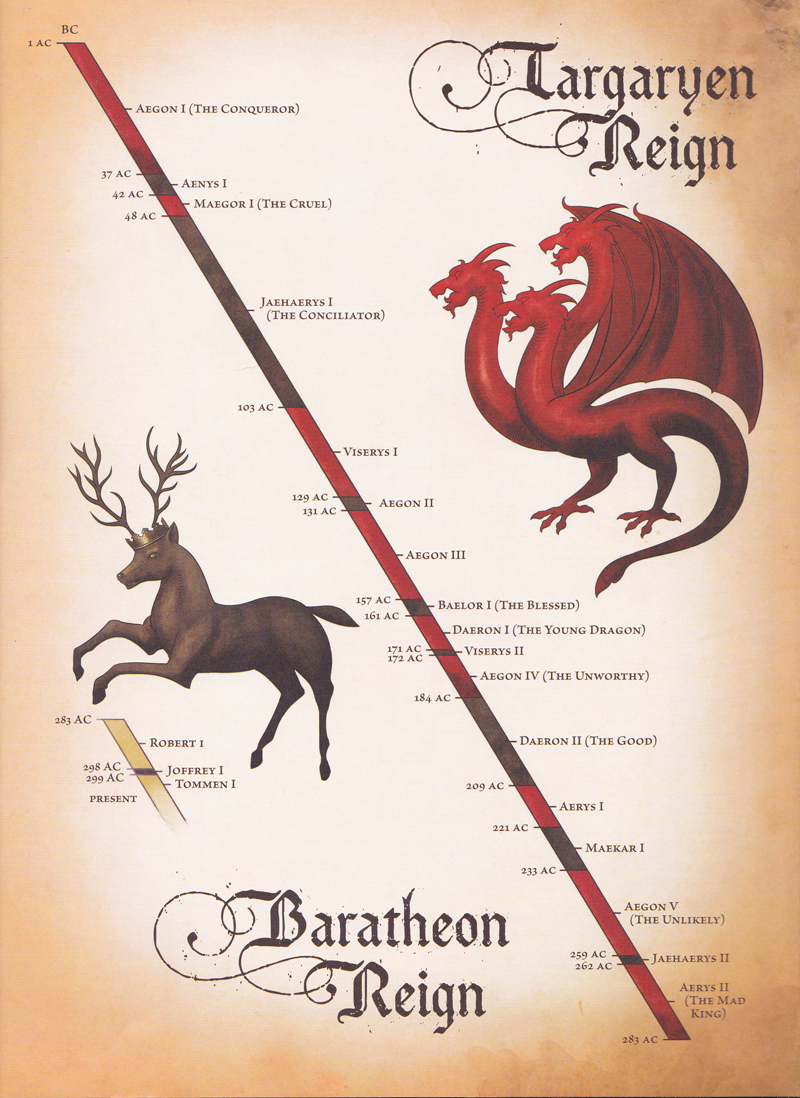 Targaryen
Reign
BC
1 AC
Aegon I (The Conqueror)
37 AC
Aenys I
42 AC
Maegor I (The Cruel)
48 AC
Jaehaerys I
(The Conciliator)
103 AC
Viserys I
129 AC
Aegon II
131 AC
Aegon III
157 AC
Baelor I (The Blessed)
161 AC
Daeron I (The Young Dragon)
171 AC
Viserys II
172 AC
Aegon IV (The Unworthy)
184 AC
Daeron II (The Good)
209 AC
Aerys I
221 AC
Maekar I
233 AC
Aegon V
(The Unlikely)
259 AC
Jaehaerys II
262 AC
Aerys II
(The Mad
King)
283 AC
283 AC
Robert I
298 AC
Joffrey I
299 AC
Tommen I
present
Baratheon
Reign